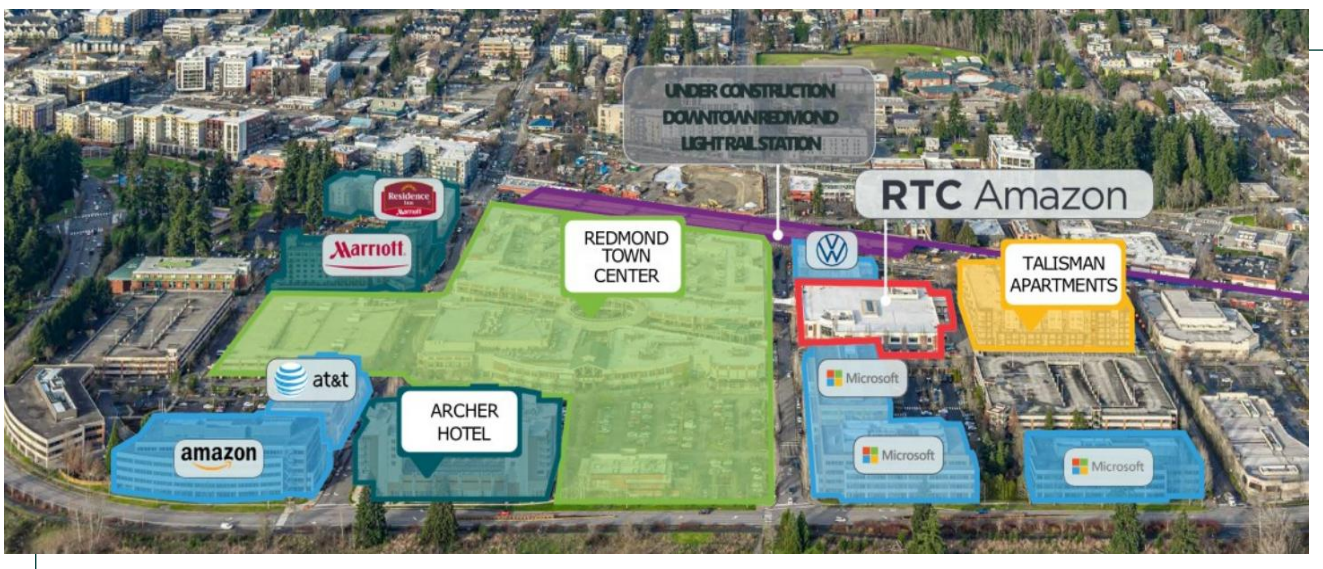 UNDER CONSTRUCTION
DOWNTOWN REDMOND
LIGHT RAIL STATION
RTC Amazon
Residence
Inn
Marriott
Marriott
REDMOND
TOWN
CENTER
TALISMAN
APARTMENTS
at&t
Microsoft
ARCHER
HOTEL
amazon
Microsoft
Microsoft